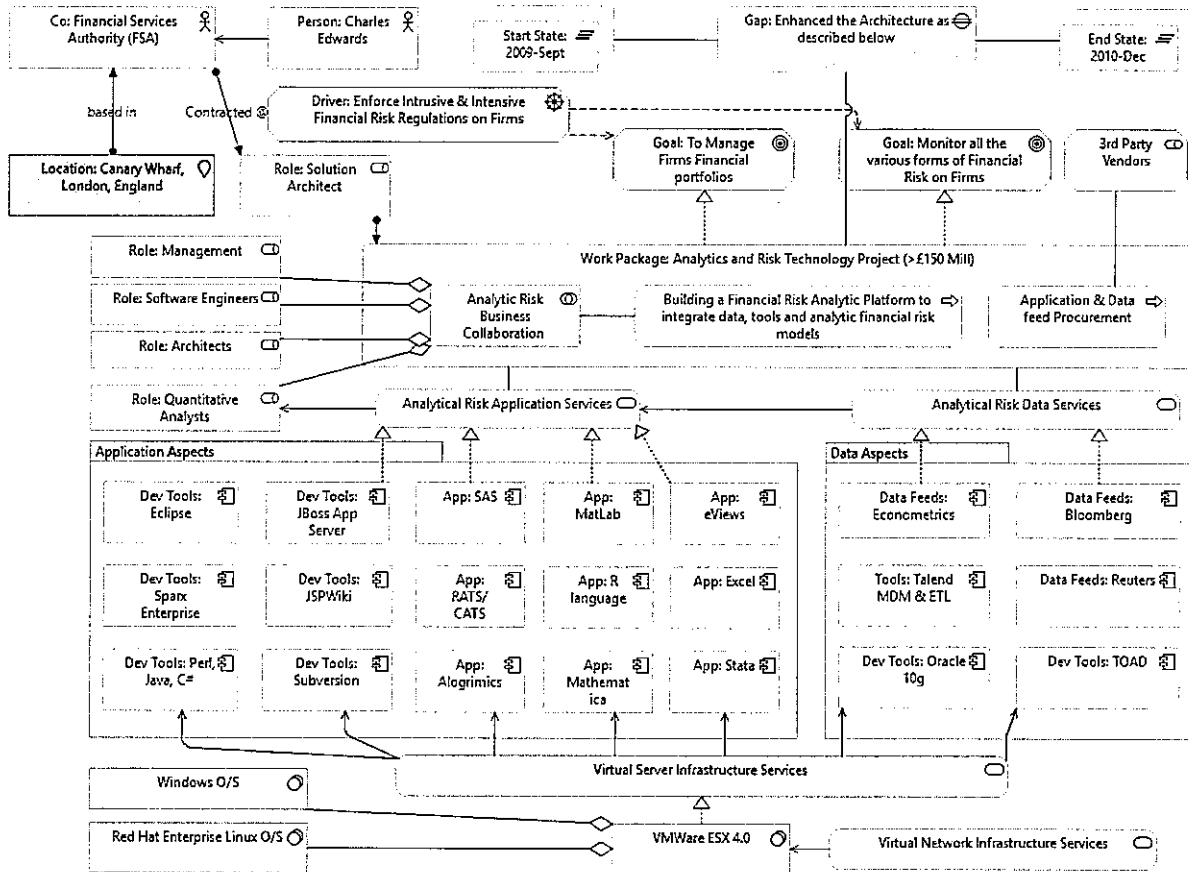 Co: Financial Services
Authority (FSA)
Person: Charles
Edwards
Start State:
2009-Sept
Gap: Enhanced the Architecture as
described below
End State:
2010-Dec
based in
Contracted @
Driver: Enforce Intrusive & Intensive
Financial Risk Regulations on Firms
Goal: To Manage
Firms Financial
portfolios
Goal: Monitor all the
various forms of Financial
Risk on Firms
3rd Party
Vendors
Location: Canary Wharf,
London, England
Role: Solution
Architect
Role: Management
Role: Software Engineers
Role: Architects
Role: Quantitative
Analysts
Work Package: Analytics and Risk Technology Project (>£150 Mill)
Analytic Risk
Business
Collaboration
Building a Financial Risk Analytic Platform to
integrate data, tools and analytic financial risk
models
Application & Data
feed Procurement
Analytical Risk Application Services
Analytical Risk Data Services
Application Aspects
Dev Tools:
Eclipse
Dev Tools:
JBoss App
Server
App: SAS
App:
MatLab
App:
eViews
Dev Tools:
Sparx
Enterprise
Dev Tools:
JSPWiki
App:
RATS/
CATS
App: R
language
App: Excel
Dev Tools: Perl,
Java, C#
Dev Tools:
Subversion
App:
Alogrimics
App:
Mathemat
ica
App: Stata
Data Aspects
Data Feeds:
Econometrics
Data Feeds:
Bloomberg
Tools: Talend
MDM & ETL
Data Feeds: Reuters
Dev Tools: Oracle
10g
Dev Tools: TOAD
Virtual Server Infrastructure Services
Windows O/S
Red Hat Enterprise Linux O/S
VMWare ESX 4.0
Virtual Network Infrastructure Services